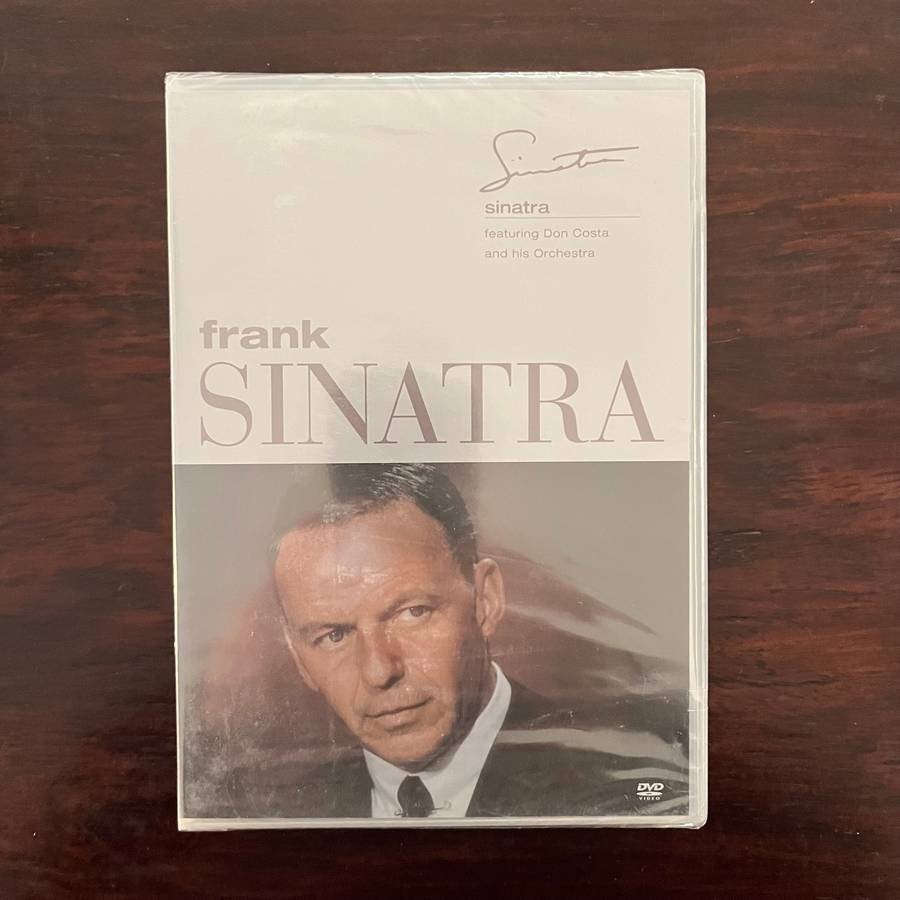 Sinatra
sinatra
featuring Don Costa
and his Orchestra
frank
SINATRA
DVD
VIDEO